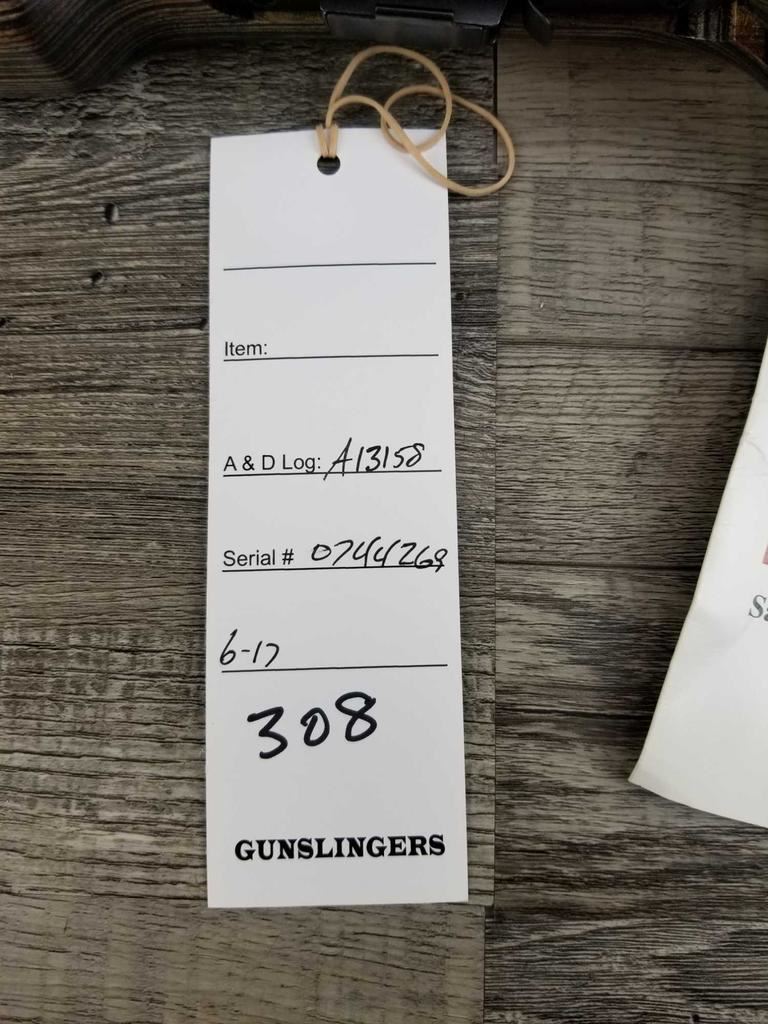 Item:
A & D Log: A13158
Serial # 0744269
6-17
308
GUNSLINGERS